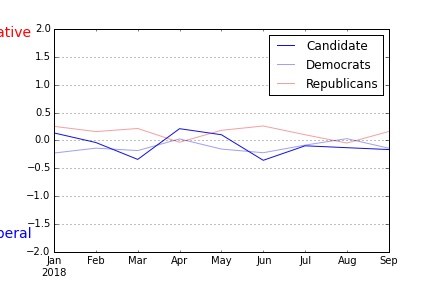 ative
2.0
Candidate
Democrats
Republicans
1.5
1.0
0.5
0.0
−0.5
−1.0
−1.5
beral
−2.0
Jan Feb Mar Apr May Jun Jul Aug Sep
2018